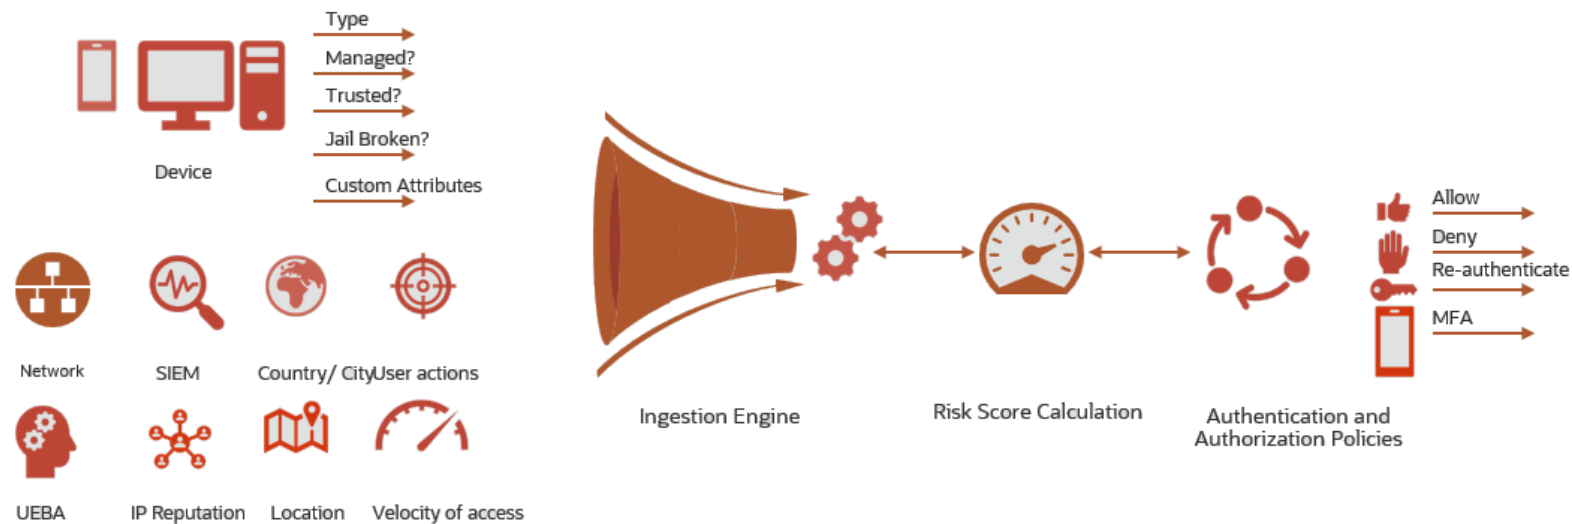 Type
Managed?
Trusted?
Jail Broken?
Custom Attributes
Device
Network
SIEM
Country/ City
User actions
UEBA
IP Reputation
Location
Velocity of access
Ingestion Engine
Risk Score Calculation
Authentication and
Authorization Policies
Allow
Deny
Re-authenticate
MFA